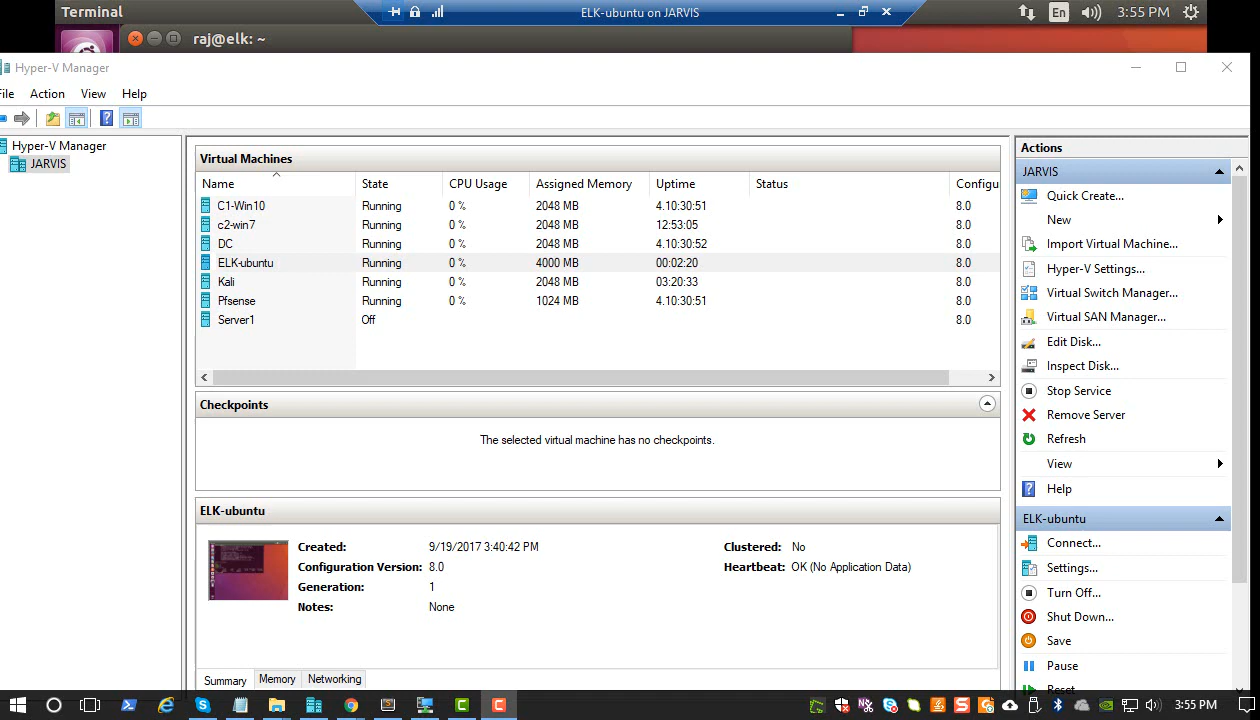 Terminal
ELK-ubuntu on JARVIS
En
3:55 PM
raj@elk: ~
Hyper-V Manager
File Action View Help
Hyper-V Manager
JARVIS
Virtual Machines
Name State CPU Usage Assigned Memory Uptime Status Configu
C1-Win10 Running 0 % 2048 MB 4.10:30:51 8.0
c2-win7 Running 0 % 2048 MB 12:53:05 8.0
DC Running 0 % 2048 MB 4.10:30:52 8.0
ELK-ubuntu Running 0 % 4000 MB 00:02:20 8.0
Kali Running 0 % 2048 MB 03:20:33 8.0
Pfsense Running 0 % 1024 MB 4.10:30:51 8.0
Server1 Off 8.0
Checkpoints
The selected virtual machine has no checkpoints.
ELK-ubuntu
Created: 9/19/2017 3:40:42 PM
Configuration Version: 8.0
Generation: 1
Notes: None
Clustered: No
Heartbeat: OK (No Application Data)
Summary Memory Networking
Actions
JARVIS
Quick Create...
New
Import Virtual Machine...
Hyper-V Settings...
Virtual Switch Manager...
Virtual SAN Manager...
Edit Disk...
Inspect Disk...
Stop Service
Remove Server
Refresh
View
Help
ELK-ubuntu
Connect...
Settings...
Turn Off...
Shut Down...
Save
Pause
Reset
3:55 PM